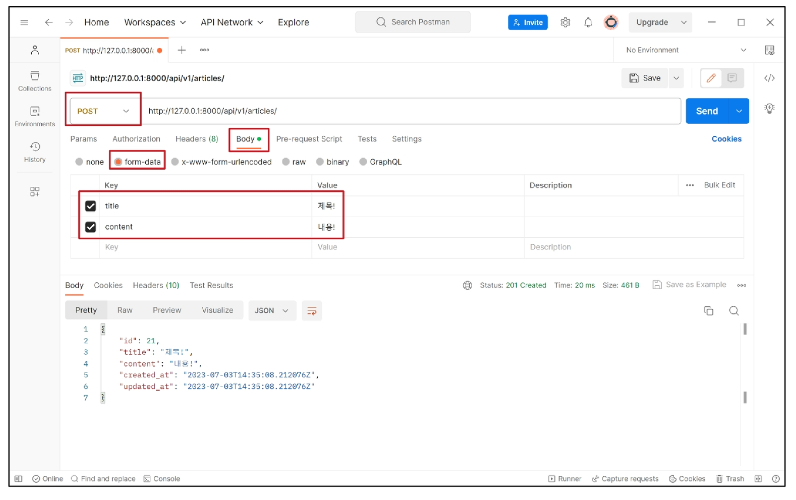 Home Workspaces API Network Explore Search Postman Invite Upgrade
POST http://127.0.0.1:8000/a No Environment
Collections
http://127.0.0.1:8000/api/v1/articles/ Save
POST http://127.0.0.1:8000/api/v1/articles/ Send
Environments
Params Authorization Headers (8) Body Pre-request Script Tests Settings Cookies
History
none form-data x-www-form-urlencoded raw binary GraphQL
Key Value Description Bulk Edit
title 제목!
content 내용!
Key Value Description
Body Cookies Headers (10) Test Results Status: 201 Created Time: 20 ms Size: 461 B Save as Example
Pretty Raw Preview Visualize JSON
1 {
2 "id": 21,
3 "title": "제목!",
4 "content": "내용!",
5 "created_at": "2023-07-03T14:35:08.212076Z",
6 "updated_at": "2023-07-03T14:35:08.212076Z"
7 }
Online Find and replace Console Runner Capture requests Cookies Trash